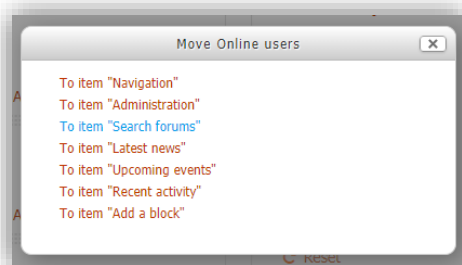 Move Online users
To item "Navigation"
To item "Administration"
To item "Search forums"
To item "Latest news"
To item "Upcoming events"
To item "Recent activity"
To item "Add a block"
Reset